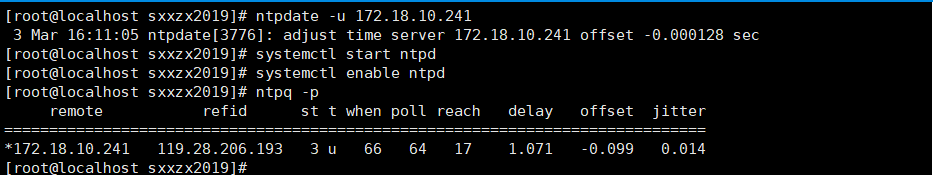 [root@localhost sxxzx2019]# ntpdate -u 172.18.10.241
 3 Mar 16:11:05 ntpdate[3776]: adjust time server 172.18.10.241 offset -0.000128 sec
[root@localhost sxxzx2019]# systemctl start ntpd
[root@localhost sxxzx2019]# systemctl enable ntpd
[root@localhost sxxzx2019]# ntpq -p
     remote           refid      st t when poll reach   delay   offset  jitter
==============================================================================
*172.18.10.241   119.28.206.193   3 u   66   64   17    1.071   -0.099   0.014
[root@localhost sxxzx2019]#